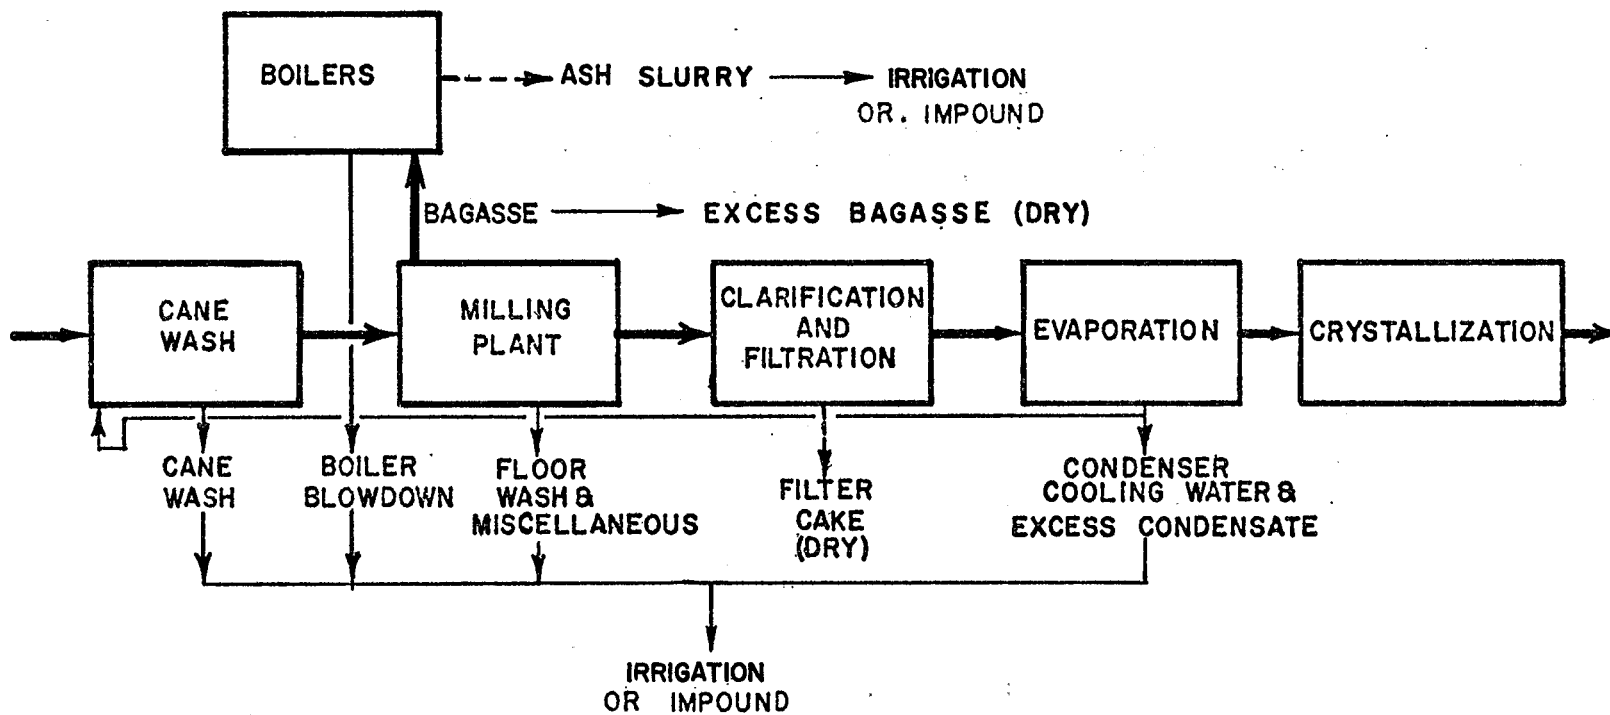 BOILERS
ASH SLURRY
IRRIGATION
OR. IMPOUND
BAGASSE
EXCESS BAGASSE (DRY)
CANE
WASH
MILLING
PLANT
CLARIFICATION
AND
FILTRATION
EVAPORATION
CRYSTALLIZATION
CANE
WASH
BOILER
BLOWDOWN
FLOOR
WASH &
MISCELLANEOUS
FILTER
CAKE
(DRY)
CONDENSER
COOLING WATER &
EXCESS CONDENSATE
IRRIGATION
OR IMPOUND